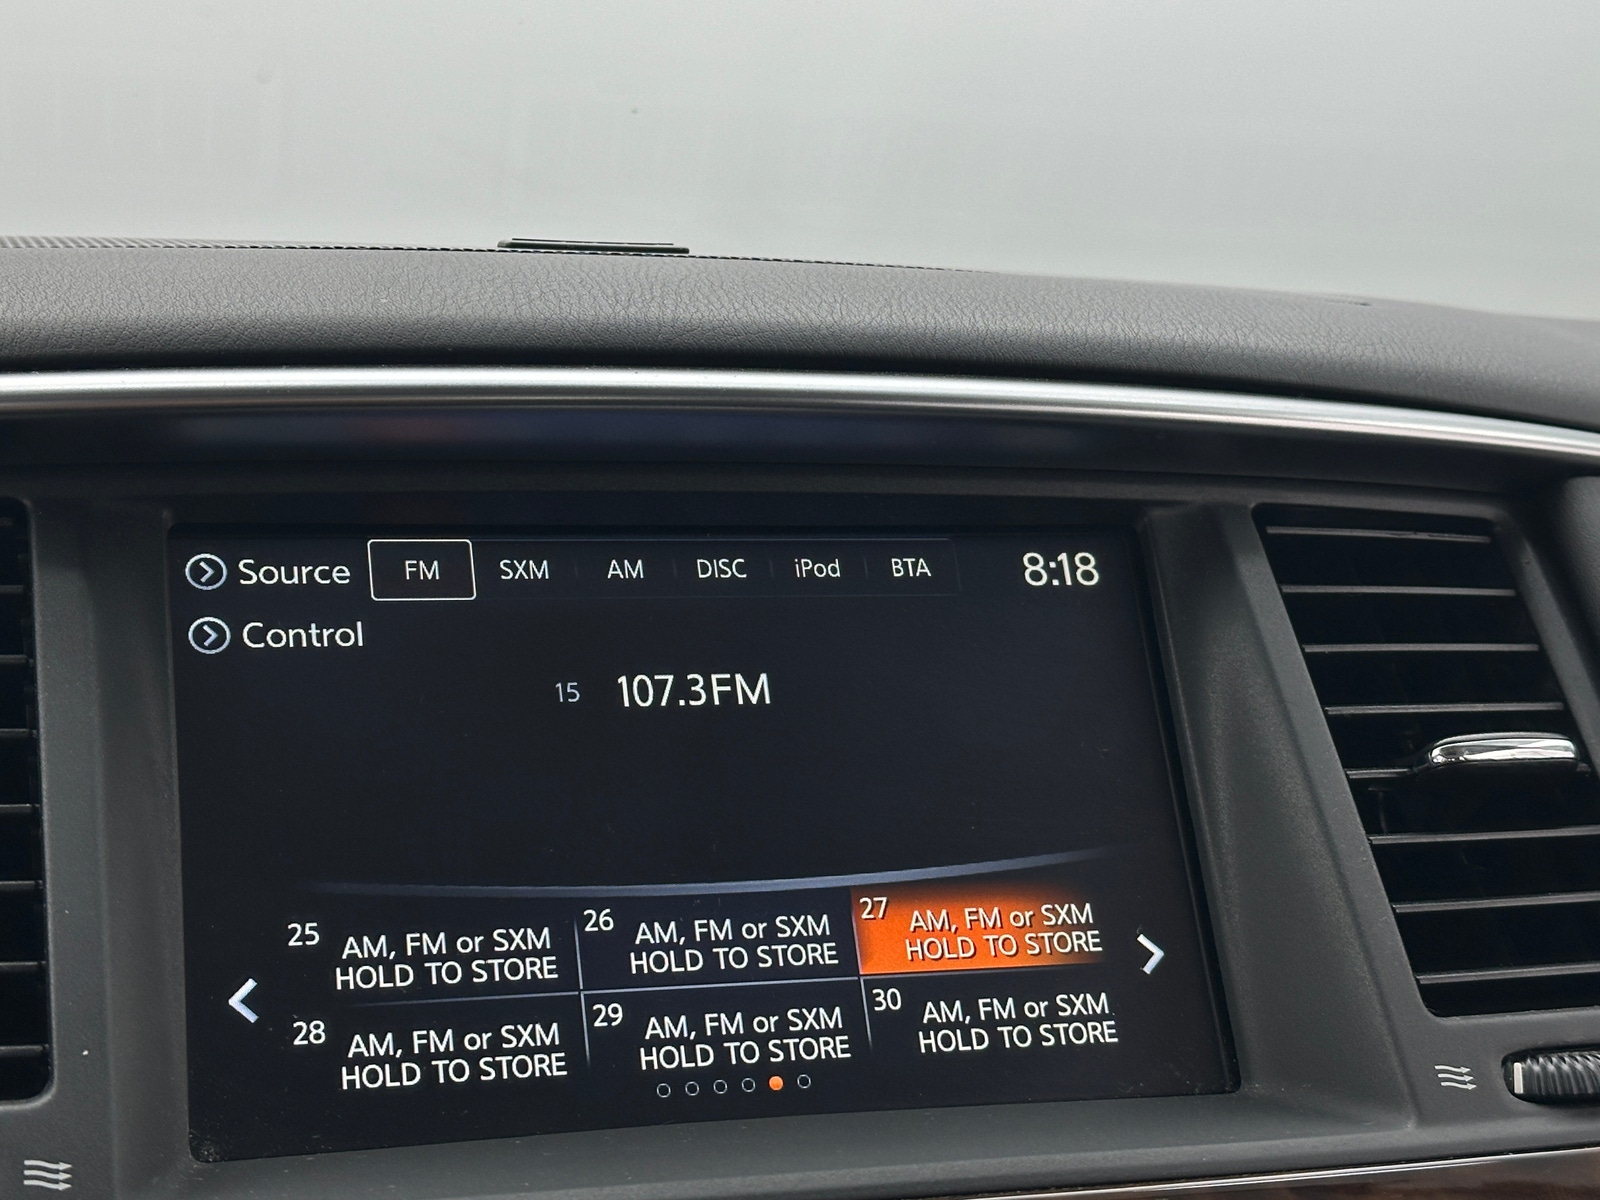 Source FM SXM AM DISC iPod BTA 8:18
Control
15 107.3FM
25 AM, FM or SXM
HOLD TO STORE
26 AM, FM or SXM
HOLD TO STORE
27 AM, FM or SXM
HOLD TO STORE
28 AM, FM or SXM
HOLD TO STORE
29 AM, FM or SXM
HOLD TO STORE
30 AM, FM or SXM
HOLD TO STORE